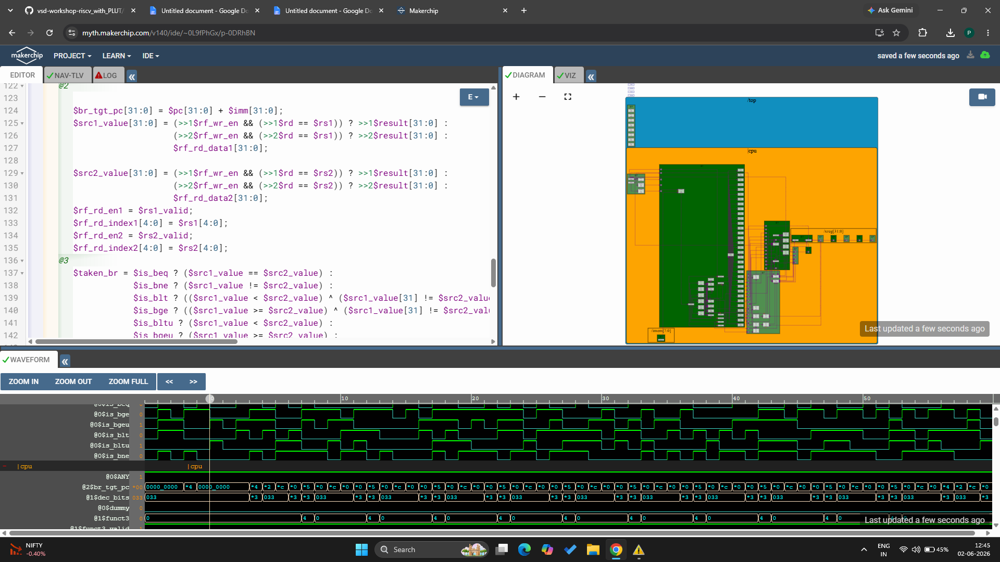 vsd-workshop-riscv_with_PLUT/
Untitled document - Google Do
Untitled document - Google Do
Makerchip
Ask Gemini
myth.makerchip.com/v140/ide/~0L9fPhGx/p-0DRhBN
P
makerchip
PROJECT
LEARN
IDE
saved a few seconds ago
EDITOR
NAV-TLV
LOG
DIAGRAM
VIZ
E
122 @2
123
124 $br_tgt_pc[31:0] = $pc[31:0] + $imm[31:0];
125 $src1_value[31:0] = (>>1$rf_wr_en && (>>1$rd == $rs1)) ? >>1$result[31:0] :
126 (>>2$rf_wr_en && (>>2$rd == $rs1)) ? >>2$result[31:0] :
127 $rf_rd_data1[31:0];
128
129 $src2_value[31:0] = (>>1$rf_wr_en && (>>1$rd == $rs2)) ? >>1$result[31:0] :
130 (>>2$rf_wr_en && (>>2$rd == $rs2)) ? >>2$result[31:0] :
131 $rf_rd_data2[31:0];
132 $rf_rd_en1 = $rs1_valid;
133 $rf_rd_index1[4:0] = $rs1[4:0];
134 $rf_rd_en2 = $rs2_valid;
135 $rf_rd_index2[4:0] = $rs2[4:0];
136 @3
137 $taken_br = $is_beq ? ($src1_value == $src2_value) :
138 $is_bne ? ($src1_value != $src2_value) :
139 $is_blt ? (($src1_value < $src2_value) ^ ($src1_value[31] != $src2_valu
140 $is_bge ? (($src1_value >= $src2_value) ^ ($src1_value[31] != $src2_val
141 $is_bltu ? ($src1_value < $src2_value) :
142 $is_bgeu ? ($src1_value >= $src2_value) :
/top
|cpu
/xreg[31:0]
/imem[7:0]
Last updated a few seconds ago
WAVEFORM
ZOOM IN
ZOOM OUT
ZOOM FULL
<<
>>
0 10 20 30 40 50
@0$is_beq 0
@0$is_bge 0
@0$is_bgeu 1
@0$is_blt 0
@0$is_bltu 1
@0$is_bne 0
|cpu |cpu
@0$ANY 1
@2$br_tgt_pc *00 0000_0000 *4 0000_0000 *4 *2 *c *0 *5 *0 *c *0 *0 *5 *0 *c *0 *0 *5 *0 *c *0 *0 *5 *0 *c *0 *0 *5 *0 *c *0 *0 *5 *0 *c *0 *0 *5 *0 *c *0 *0 *5 *0 *c *0 *0 *5 *0 *c *0 *4 *2 *c *0
@1$dec_bits 033 033 *3 033 *3 *3 033 *3 *3 033 *3 *3 033 *3 *3 033 *3 *3 033 *3 *3 033 *3 *3 033 *3 *3 033 *3 *3 033 *3 *3 033 *3 033 *3
@0$dummy 0
@1$funct3 0 0 4 0 4 0 4 0 4 0 4 0 4 0 4 0 4 0 4 0
Last updated a few seconds ago
@1$funct3_valid
NIFTY
-0.40%
Search
ENG
IN
45%
12:45
02-06-2026